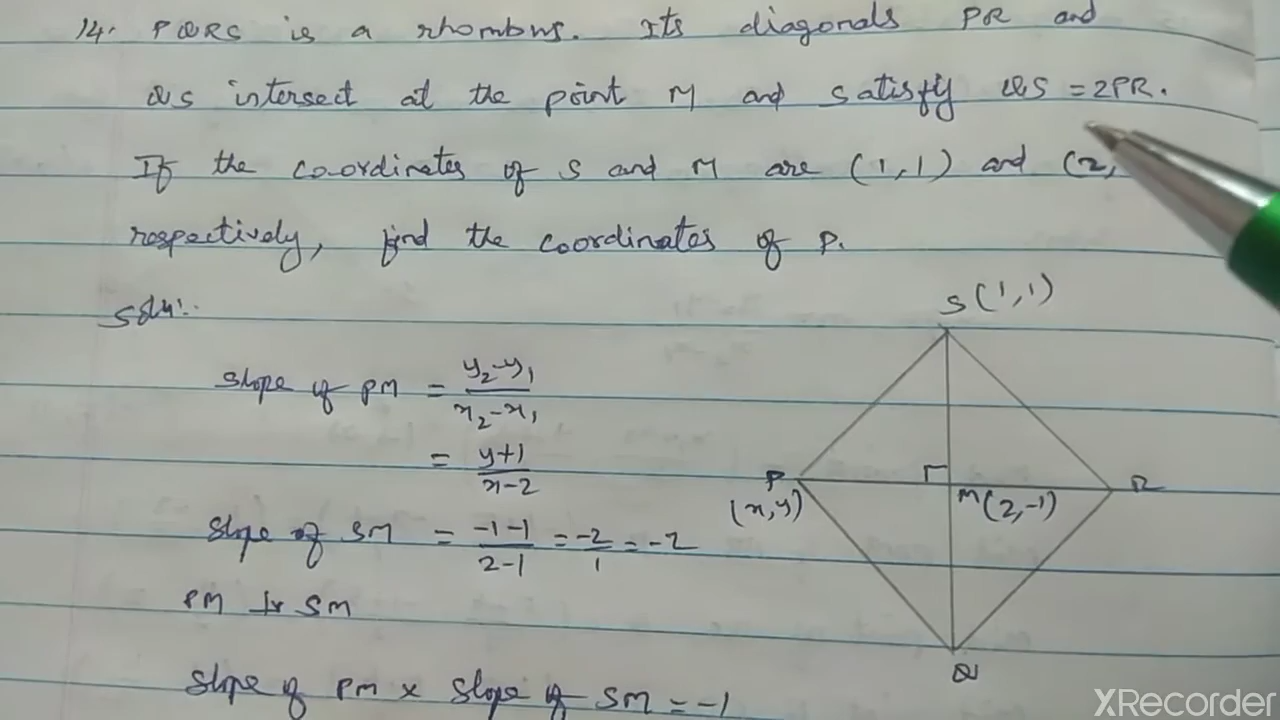 14. PQRS is a rhombus. Its diagonals PR and
QS intersect at the point M and satisfy QS = 2PR.
If the coordinates of S and M are (1,1) and (2,
respectively, find the coordinates of P.
Soln:
S(1,1)
Slope of PM = y₂-y₁ / x₂-x₁
= y+1 / x-2
P
(x,y)
M(2,-1)
R
Slope of SM = -1-1 / 2-1 = -2/1 = -2
PM ⊥r SM
Q
Slope of PM × Slope of SM = -1
XRecorder